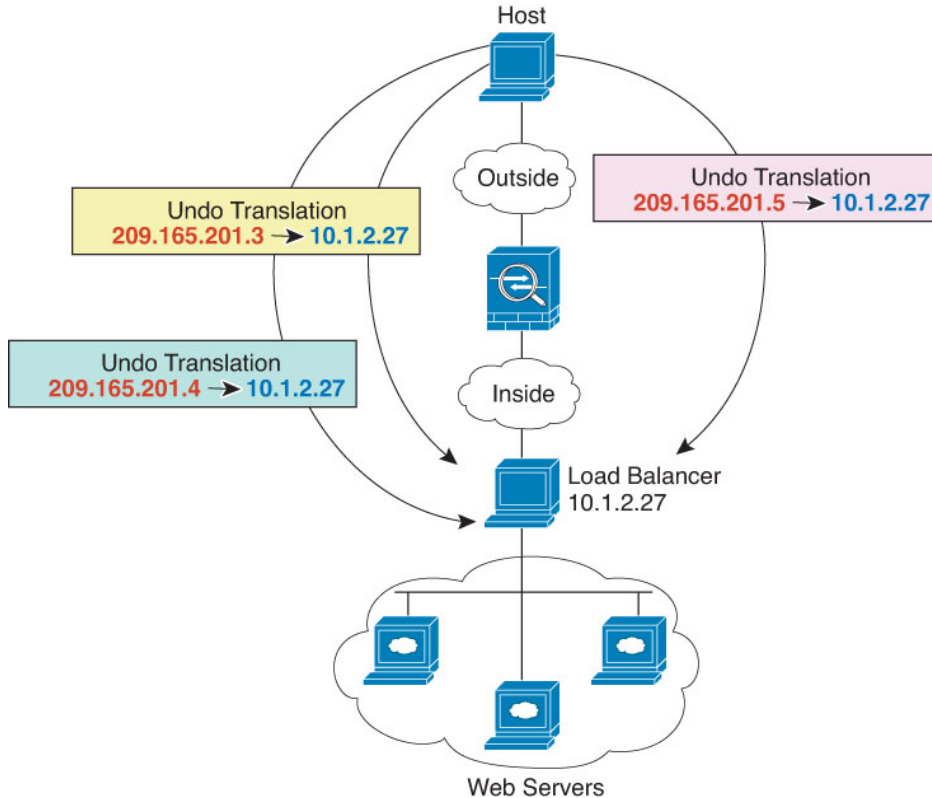 Host
Outside
Undo Translation
209.165.201.5 → 10.1.2.27
Undo Translation
209.165.201.3 → 10.1.2.27
Undo Translation
209.165.201.4 → 10.1.2.27
Inside
Load Balancer
10.1.2.27
Web Servers